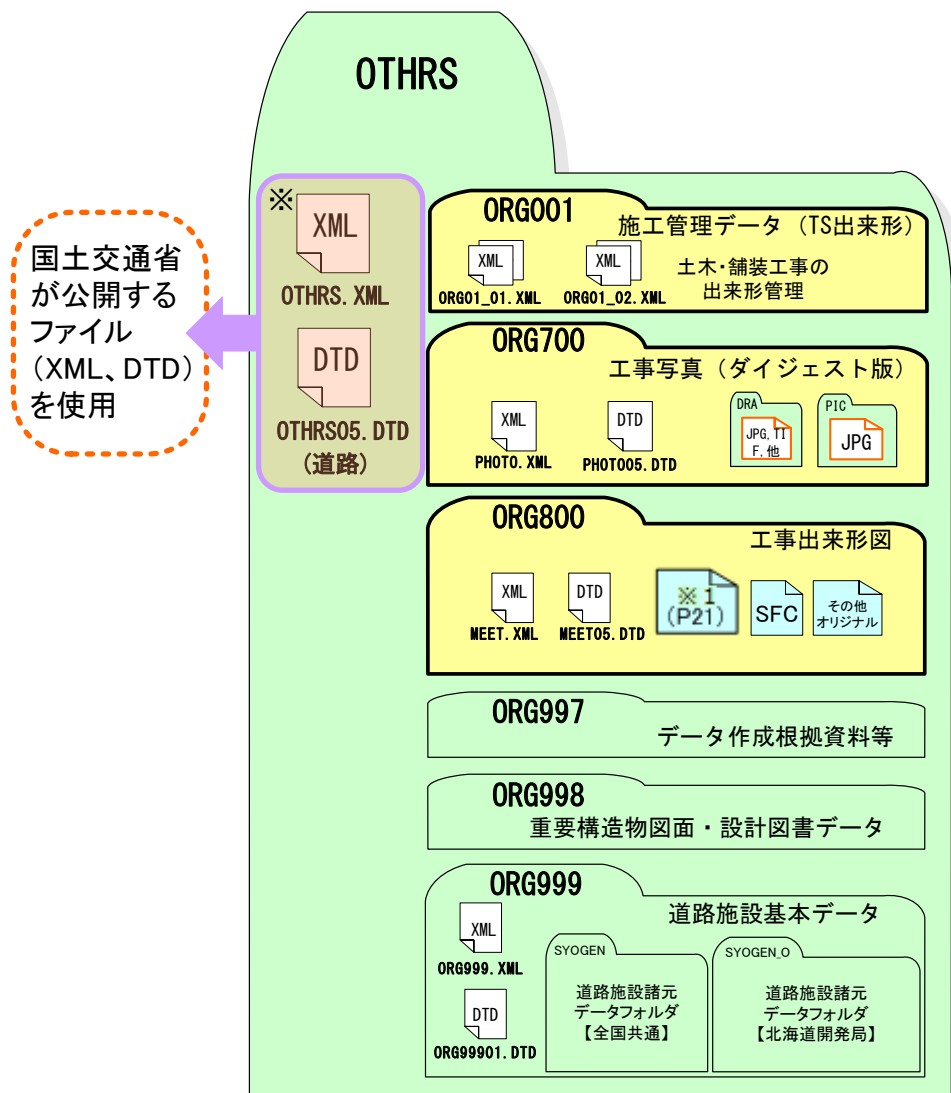 OTHRS
※
XML
OTHRS.XML
DTD
OTHRS05.DTD
(道路)
国土交通省
が公開する
ファイル
(XML、DTD)
を使用
ORG001
施工管理データ（TS出来形）
XML
ORG01_01.XML
XML
ORG01_02.XML
土木・舗装工事の
出来形管理
ORG700
工事写真（ダイジェスト版）
XML
PHOTO.XML
DTD
PHOTO05.DTD
DRA
JPG,TI
F,他
PIC
JPG
ORG800
工事出来形図
XML
MEET.XML
DTD
MEET05.DTD
※1
(P21)
SFC
その他
オリジナル
ORG997
データ作成根拠資料等
ORG998
重要構造物図面・設計図書データ
ORG999
道路施設基本データ
XML
ORG999.XML
DTD
ORG99901.DTD
SYOGEN
道路施設諸元
データフォルダ
【全国共通】
SYOGEN_O
道路施設諸元
データフォルダ
【北海道開発局】